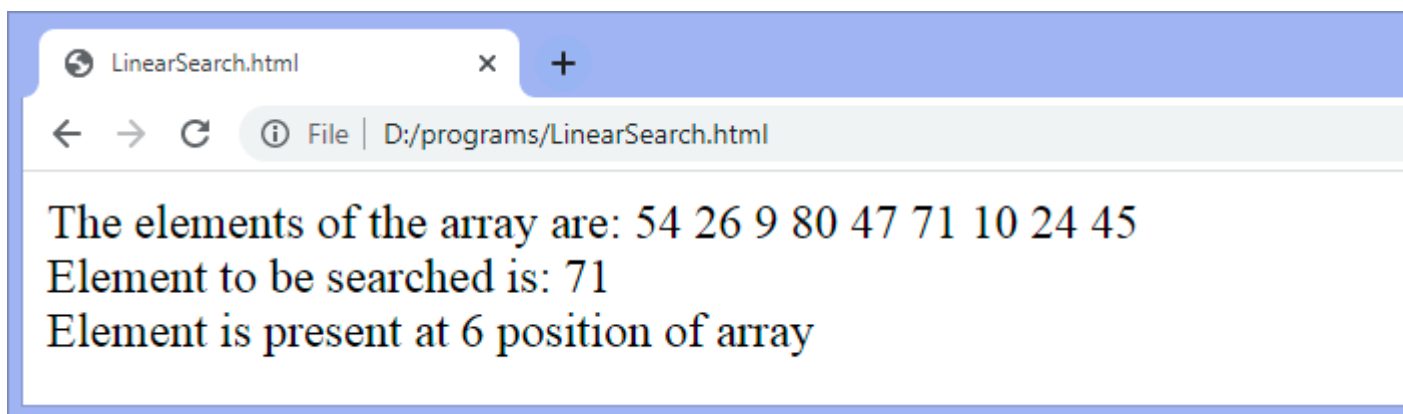 LinearSearch.html
File D:/programs/LinearSearch.html
The elements of the array are: 54 26 9 80 47 71 10 24 45
Element to be searched is: 71
Element is present at 6 position of array